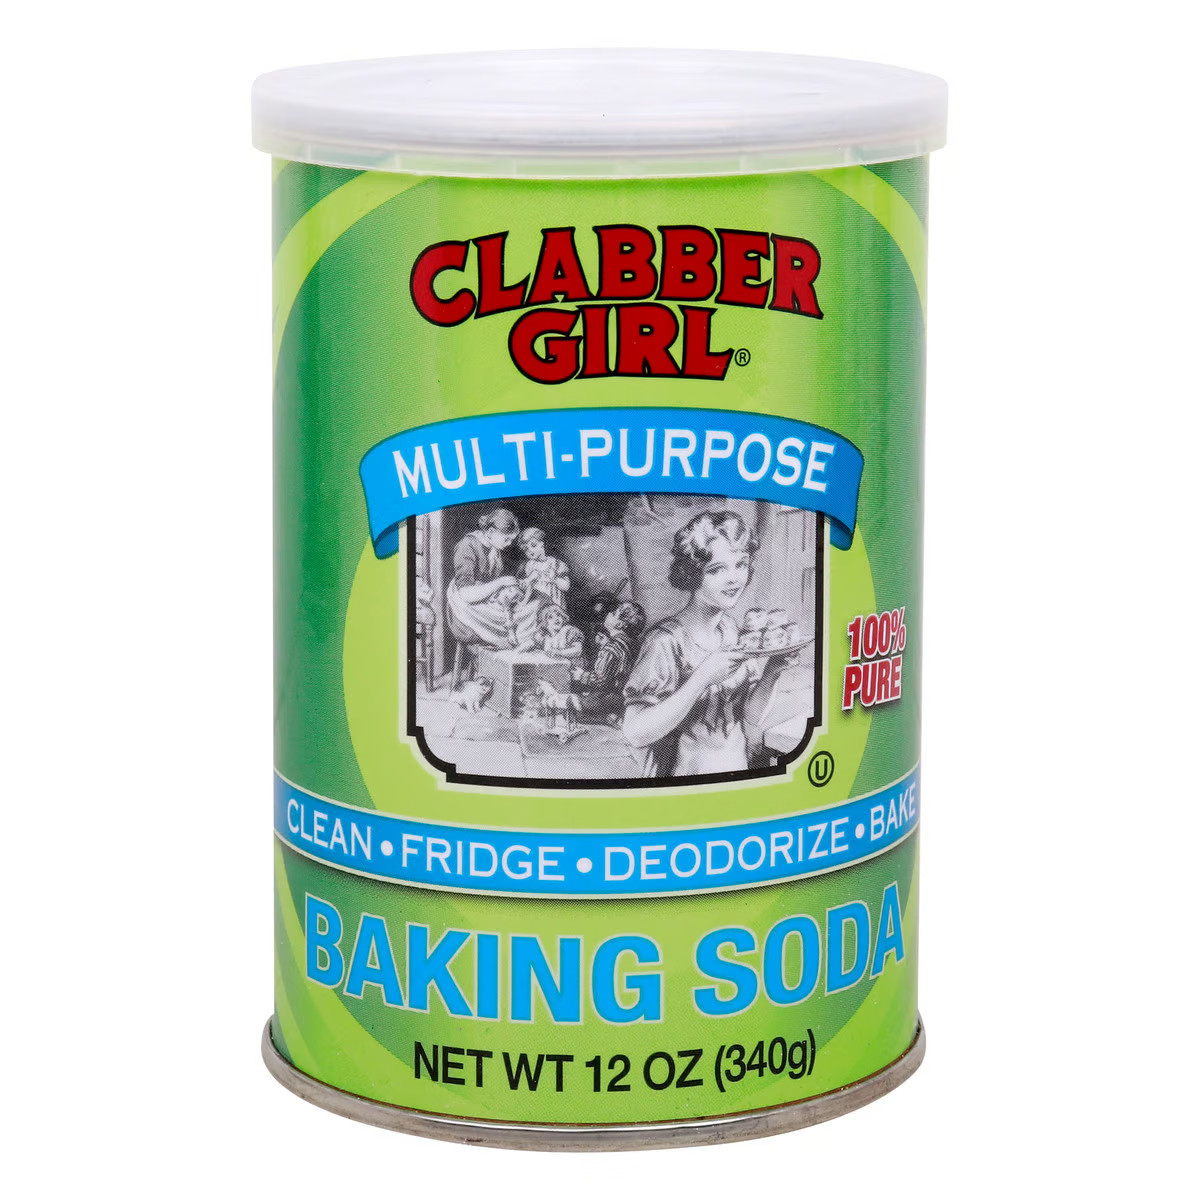 CLABBER
GIRL®
MULTI-PURPOSE
100%
PURE
U
CLEAN • FRIDGE • DEODORIZE • BAKE
BAKING SODA
NET WT 12 OZ (340g)